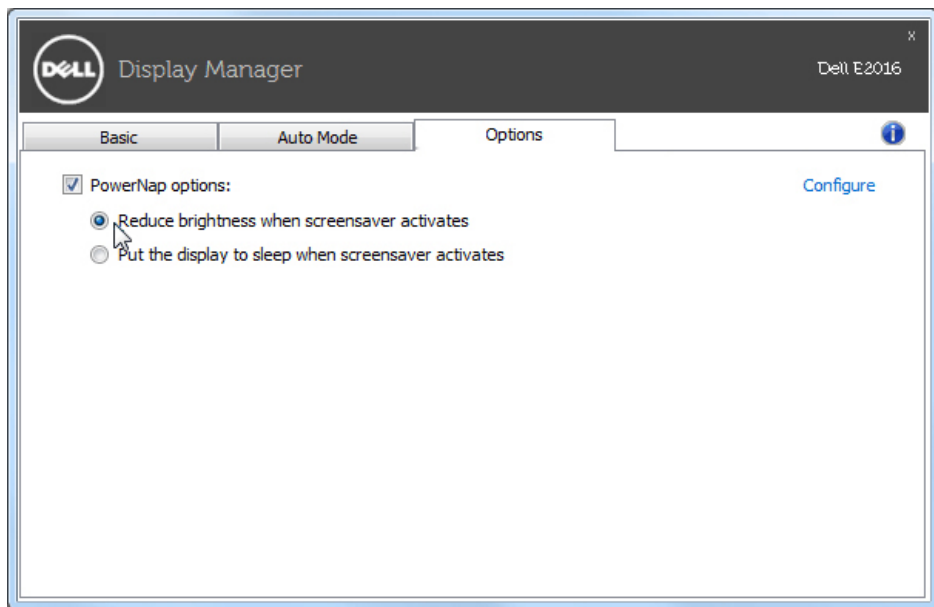 x
DELL Display Manager Dell E2016
Basic Auto Mode Options
PowerNap options: Configure
Reduce brightness when screensaver activates
Put the display to sleep when screensaver activates